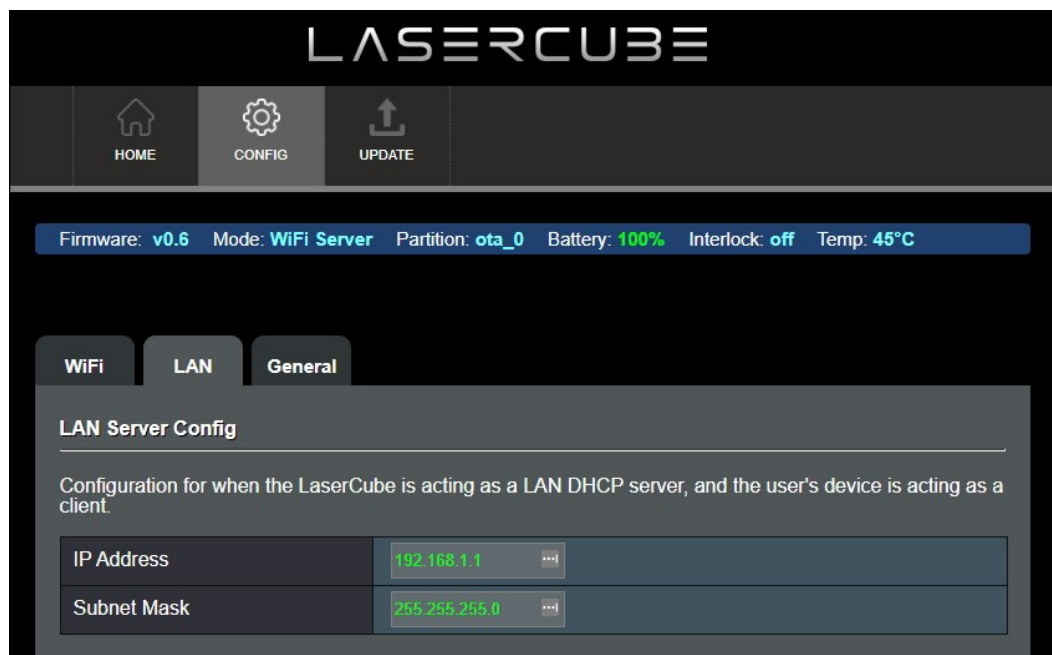 LASERCUBE
HOME CONFIG UPDATE
Firmware: v0.6 Mode: WiFi Server Partition: ota_0 Battery: 100% Interlock: off Temp: 45°C
WiFi LAN General
LAN Server Config
Configuration for when the LaserCube is acting as a LAN DHCP server, and the user's device is acting as a
client.
IP Address 192.168.1.1
Subnet Mask 255.255.255.0